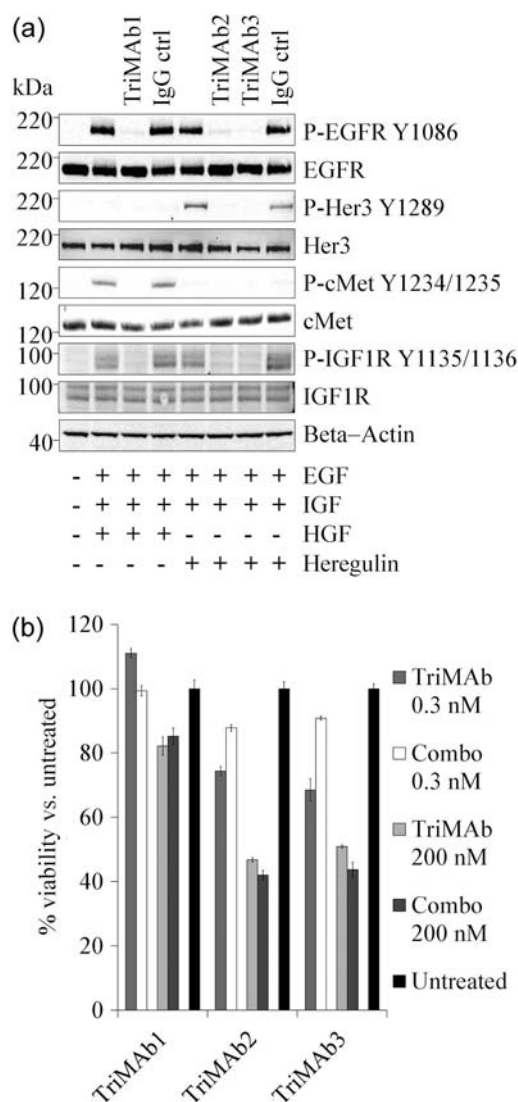 (a)
TriMAb1
IgG ctrl
TriMAb2
TriMAb3
IgG ctrl
kDa
220 P-EGFR Y1086
220 EGFR
220 P-Her3 Y1289
220 Her3
120 P-cMet Y1234/1235
120 cMet
100 P-IGF1R Y1135/1136
100 IGF1R
40 Beta–Actin
- + + + + + + + EGF
- + + + + + + + IGF
- + + + - - - - HGF
- - - - + + + + Heregulin
(b)
% viability vs. untreated
120
100
80
60
40
20
0
TriMAb1
TriMAb2
TriMAb3
TriMAb
0.3 nM
Combo
0.3 nM
TriMAb
200 nM
Combo
200 nM
Untreated